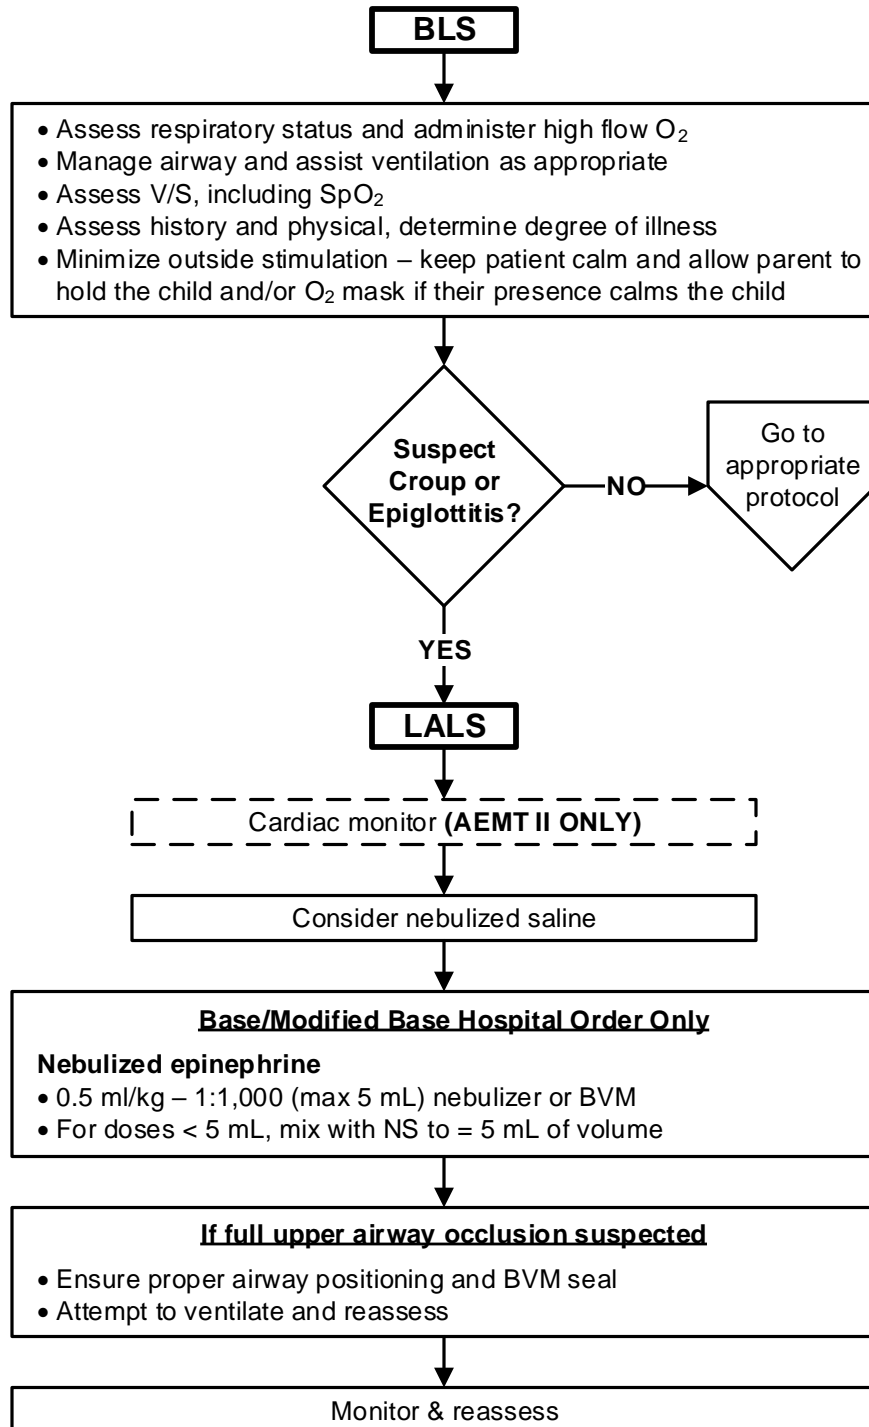 BLS
• Assess respiratory status and administer high flow O₂
• Manage airway and assist ventilation as appropriate
• Assess V/S, including SpO₂
• Assess history and physical, determine degree of illness
• Minimize outside stimulation – keep patient calm and allow parent to
hold the child and/or O₂ mask if their presence calms the child
Suspect
Croup or
Epiglottitis?
NO
Go to
appropriate
protocol
YES
LALS
Cardiac monitor (AEMT II ONLY)
Consider nebulized saline
Base/Modified Base Hospital Order Only
Nebulized epinephrine
• 0.5 ml/kg – 1:1,000 (max 5 mL) nebulizer or BVM
• For doses < 5 mL, mix with NS to = 5 mL of volume
If full upper airway occlusion suspected
• Ensure proper airway positioning and BVM seal
• Attempt to ventilate and reassess
Monitor & reassess